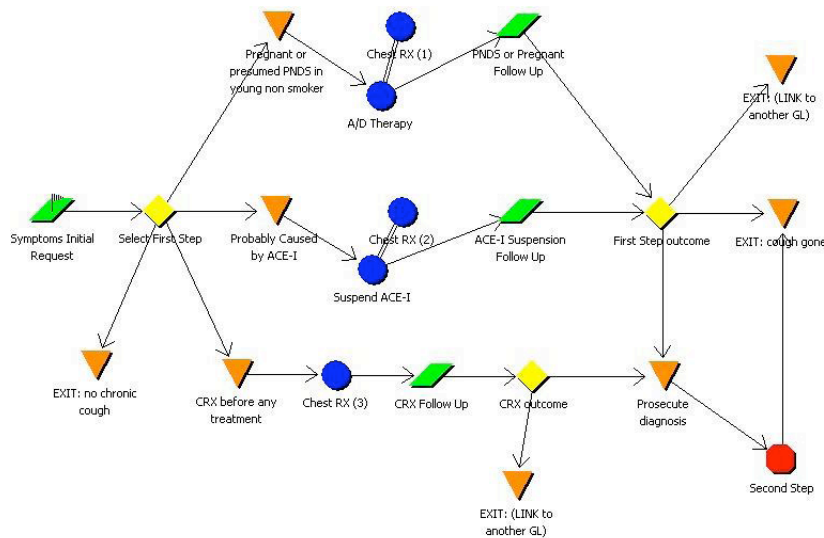 Pregnant or
presumed PNDS in
young non smoker
Chest RX (1)
PNDS or Pregnant
Follow Up
A/D Therapy
EXIT: (LINK to
another GL)
Symptoms Initial
Request
Select First Step
Probably Caused
by ACE-I
Chest RX (2)
ACE-I Suspension
Follow Up
First Step outcome
EXIT: cough gone
Suspend ACE-I
EXIT: no chronic
cough
CRX before any
treatment
Chest RX (3)
CRX Follow Up
CRX outcome
Prosecute
diagnosis
Second Step
EXIT: (LINK to
another GL)